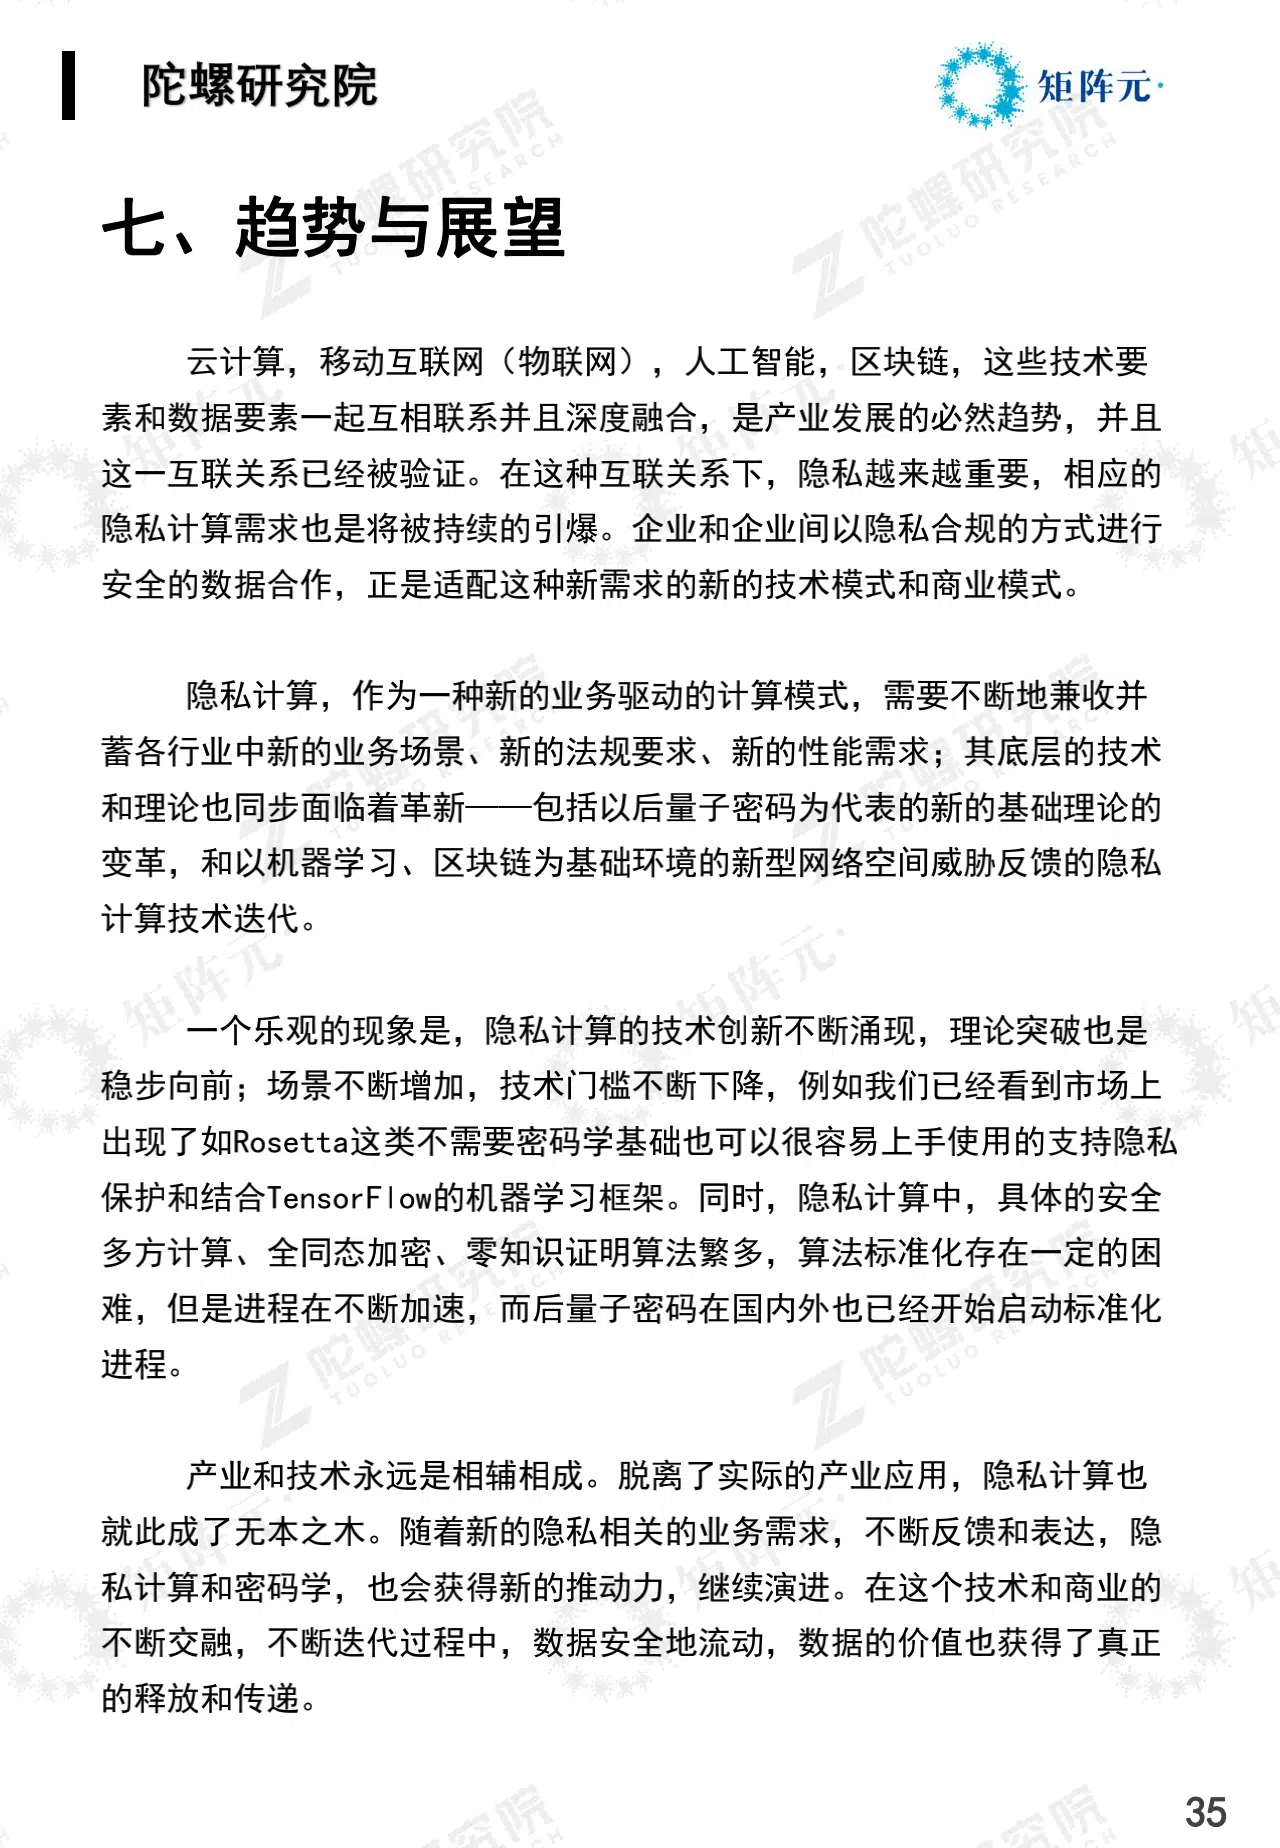 陀螺研究院
矩阵元
七、趋势与展望
云计算，移动互联网（物联网），人工智能，区块链，这些技术要
素和数据要素一起互相联系并且深度融合，是产业发展的必然趋势，并且
这一互联关系已经被验证。在这种互联关系下，隐私越来越重要，相应的
隐私计算需求也是将被持续的引爆。企业和企业间以隐私合规的方式进行
安全的数据合作，正是适配这种新需求的新的技术模式和商业模式。
隐私计算，作为一种新的业务驱动的计算模式，需要不断地兼收并
蓄各行业中新的业务场景、新的法规要求、新的性能需求；其底层的技术
和理论也同步面临着革新——包括以后量子密码为代表的新的基础理论的
变革，和以机器学习、区块链为基础环境的新型网络空间威胁反馈的隐私
计算技术迭代。
一个乐观的现象是，隐私计算的技术创新不断涌现，理论突破也是
稳步向前；场景不断增加，技术门槛不断下降，例如我们已经看到市场上
出现了如Rosetta这类不需要密码学基础也可以很容易上手使用的支持隐私
保护和结合TensorFlow的机器学习框架。同时，隐私计算中，具体的安全
多方计算、全同态加密、零知识证明算法繁多，算法标准化存在一定的困
难，但是进程在不断加速，而后量子密码在国内外也已经开始启动标准化
进程。
产业和技术永远是相辅相成。脱离了实际的产业应用，隐私计算也
就此成了无本之木。随着新的隐私相关的业务需求，不断反馈和表达，隐
私计算和密码学，也会获得新的推动力，继续演进。在这个技术和商业的
不断交融，不断迭代过程中，数据安全地流动，数据的价值也获得了真正
的释放和传递。
35